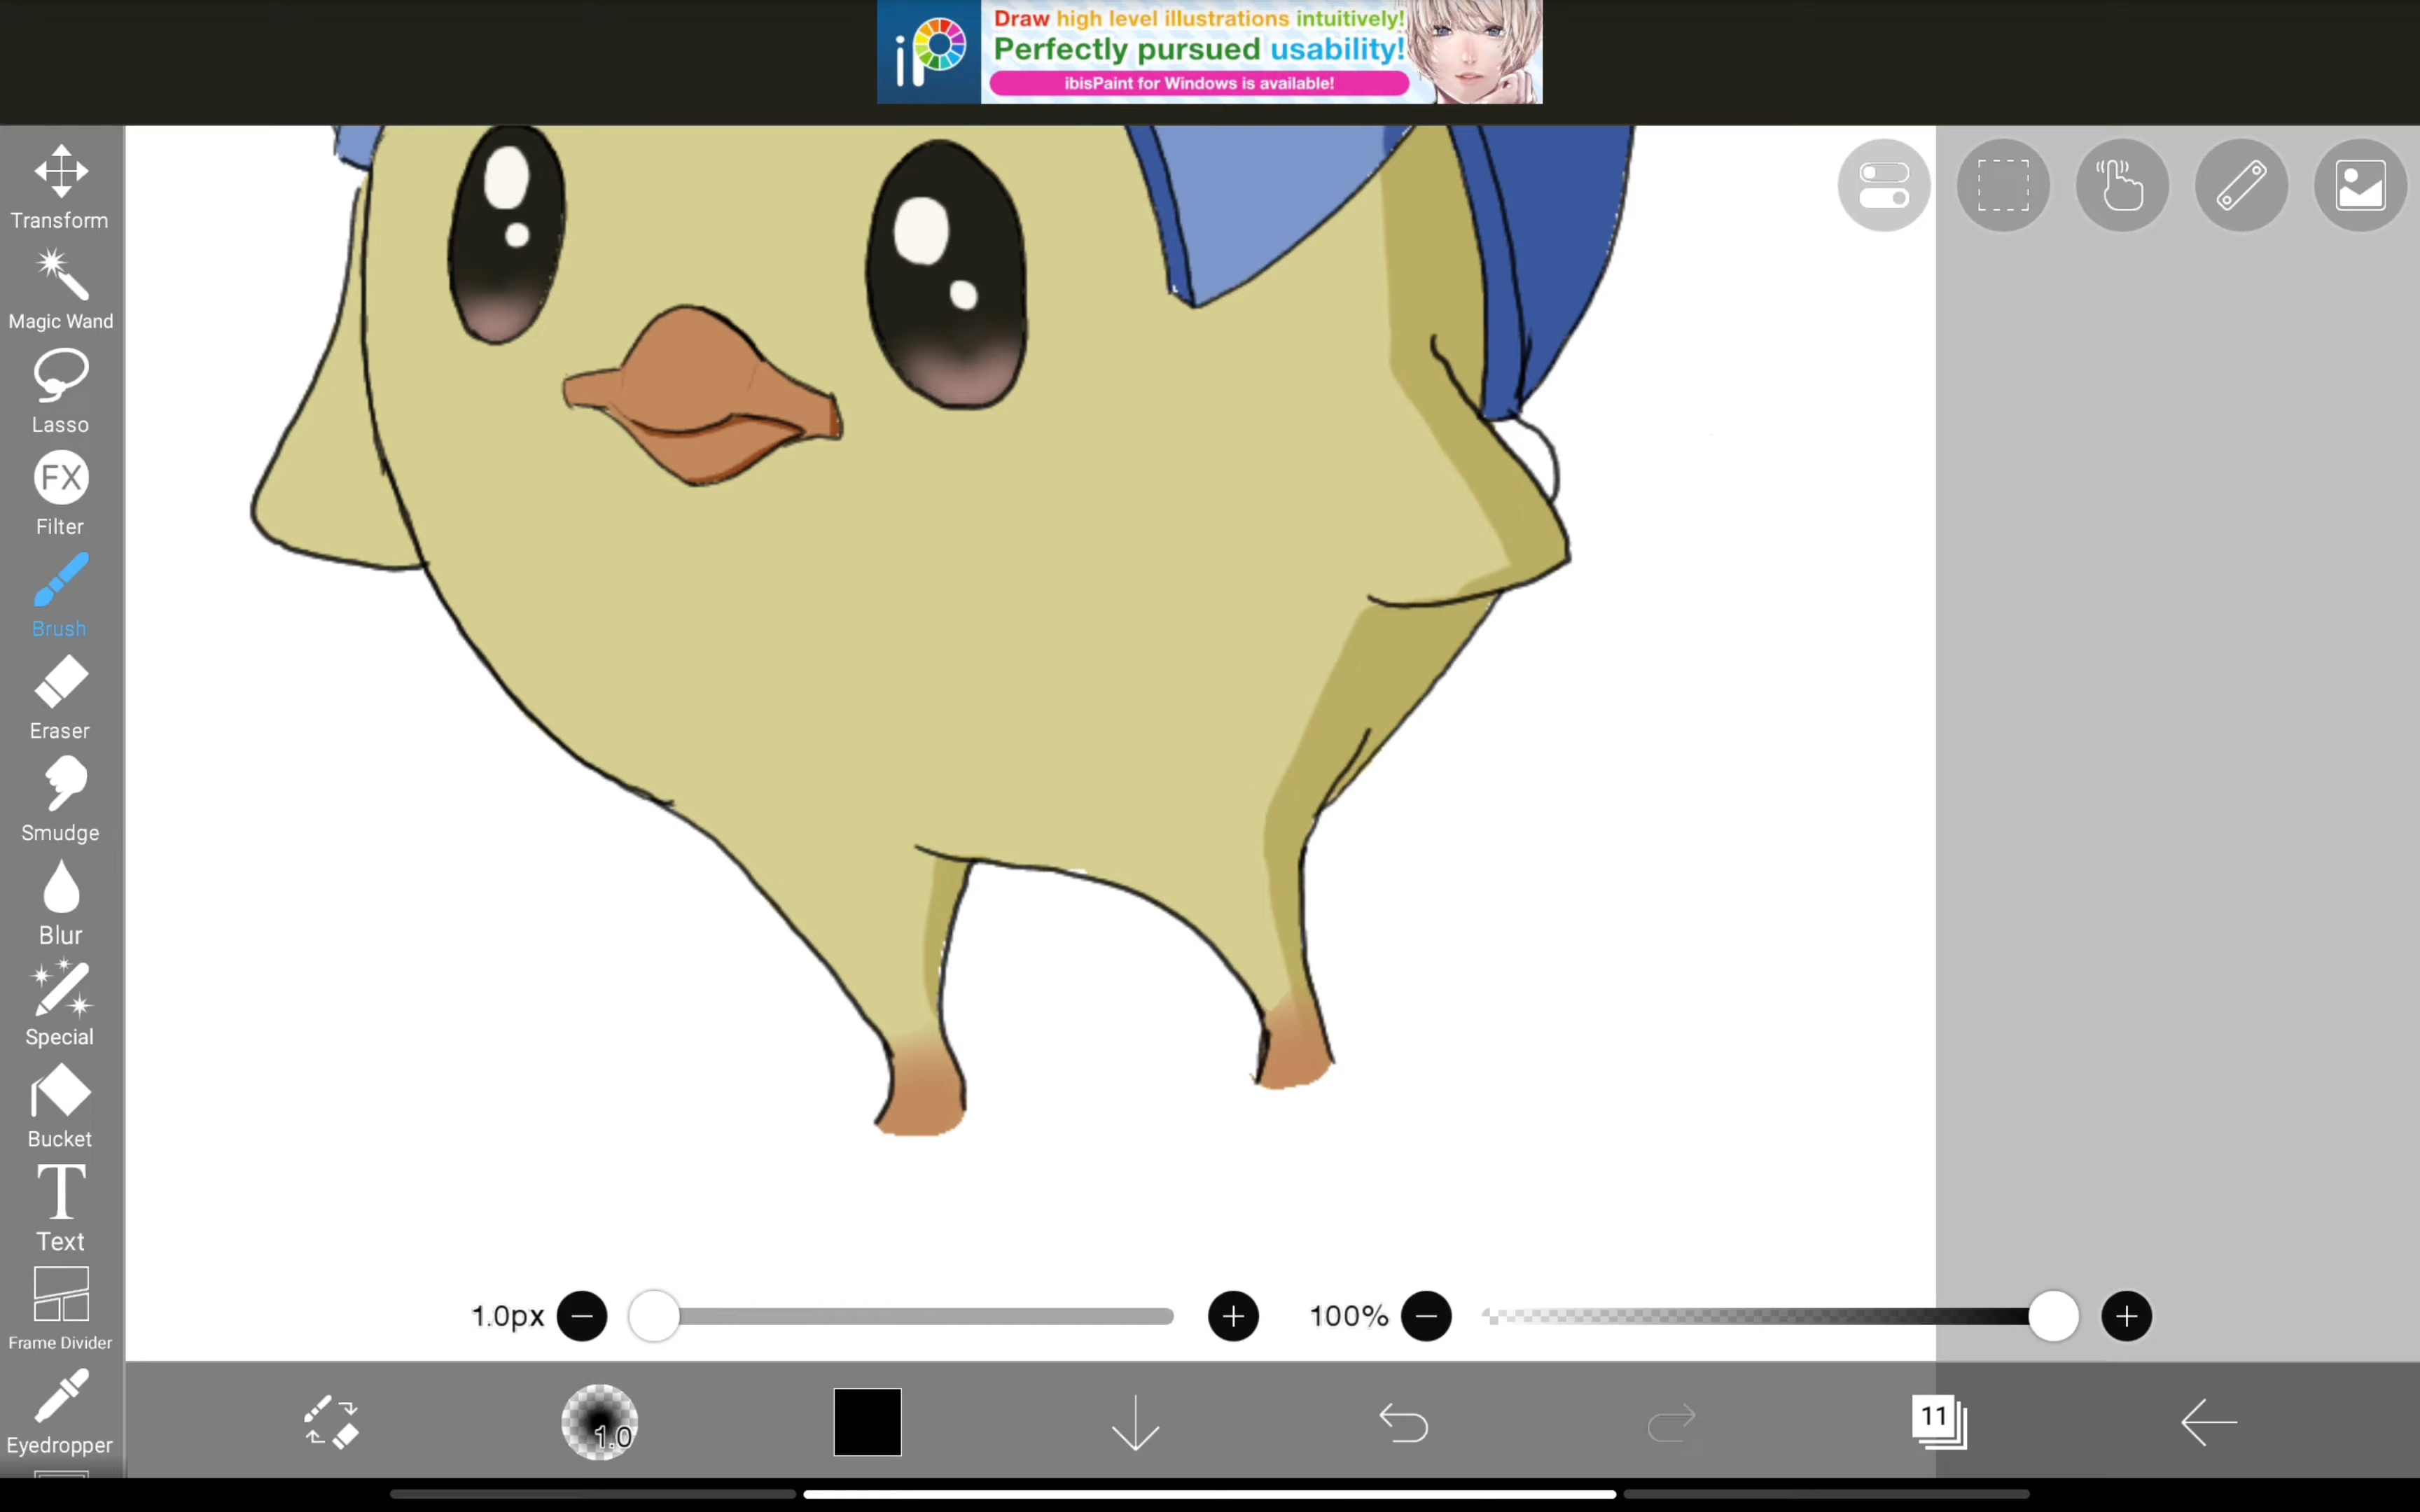 iP
Draw high level illustrations intuitively!
Perfectly pursued usability!
ibisPaint for Windows is available!
Transform
Magic Wand
Lasso
FX
Filter
Brush
Eraser
Smudge
Blur
Special
Bucket
T
Text
Frame Divider
Eyedropper
1.0px
100%
1.0
11